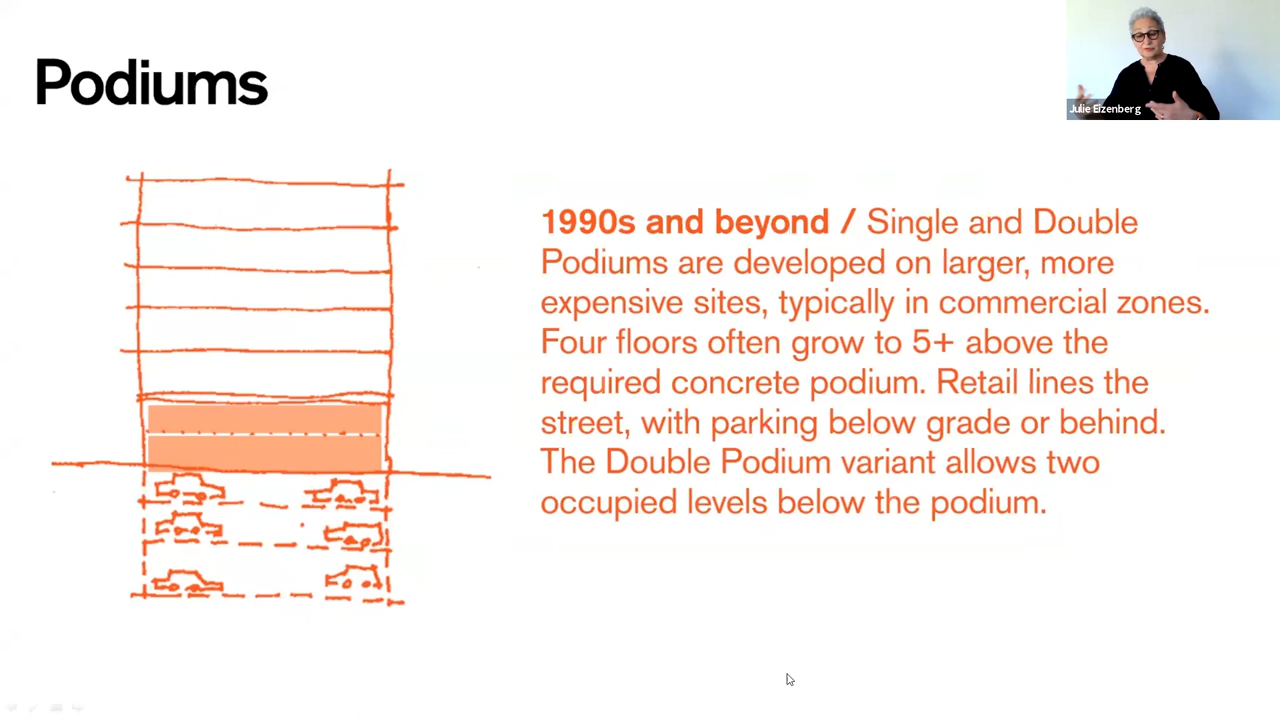 Podiums
Julie Eizenberg
1990s and beyond / Single and Double
Podiums are developed on larger, more
expensive sites, typically in commercial zones.
Four floors often grow to 5+ above the
required concrete podium. Retail lines the
street, with parking below grade or behind.
The Double Podium variant allows two
occupied levels below the podium.